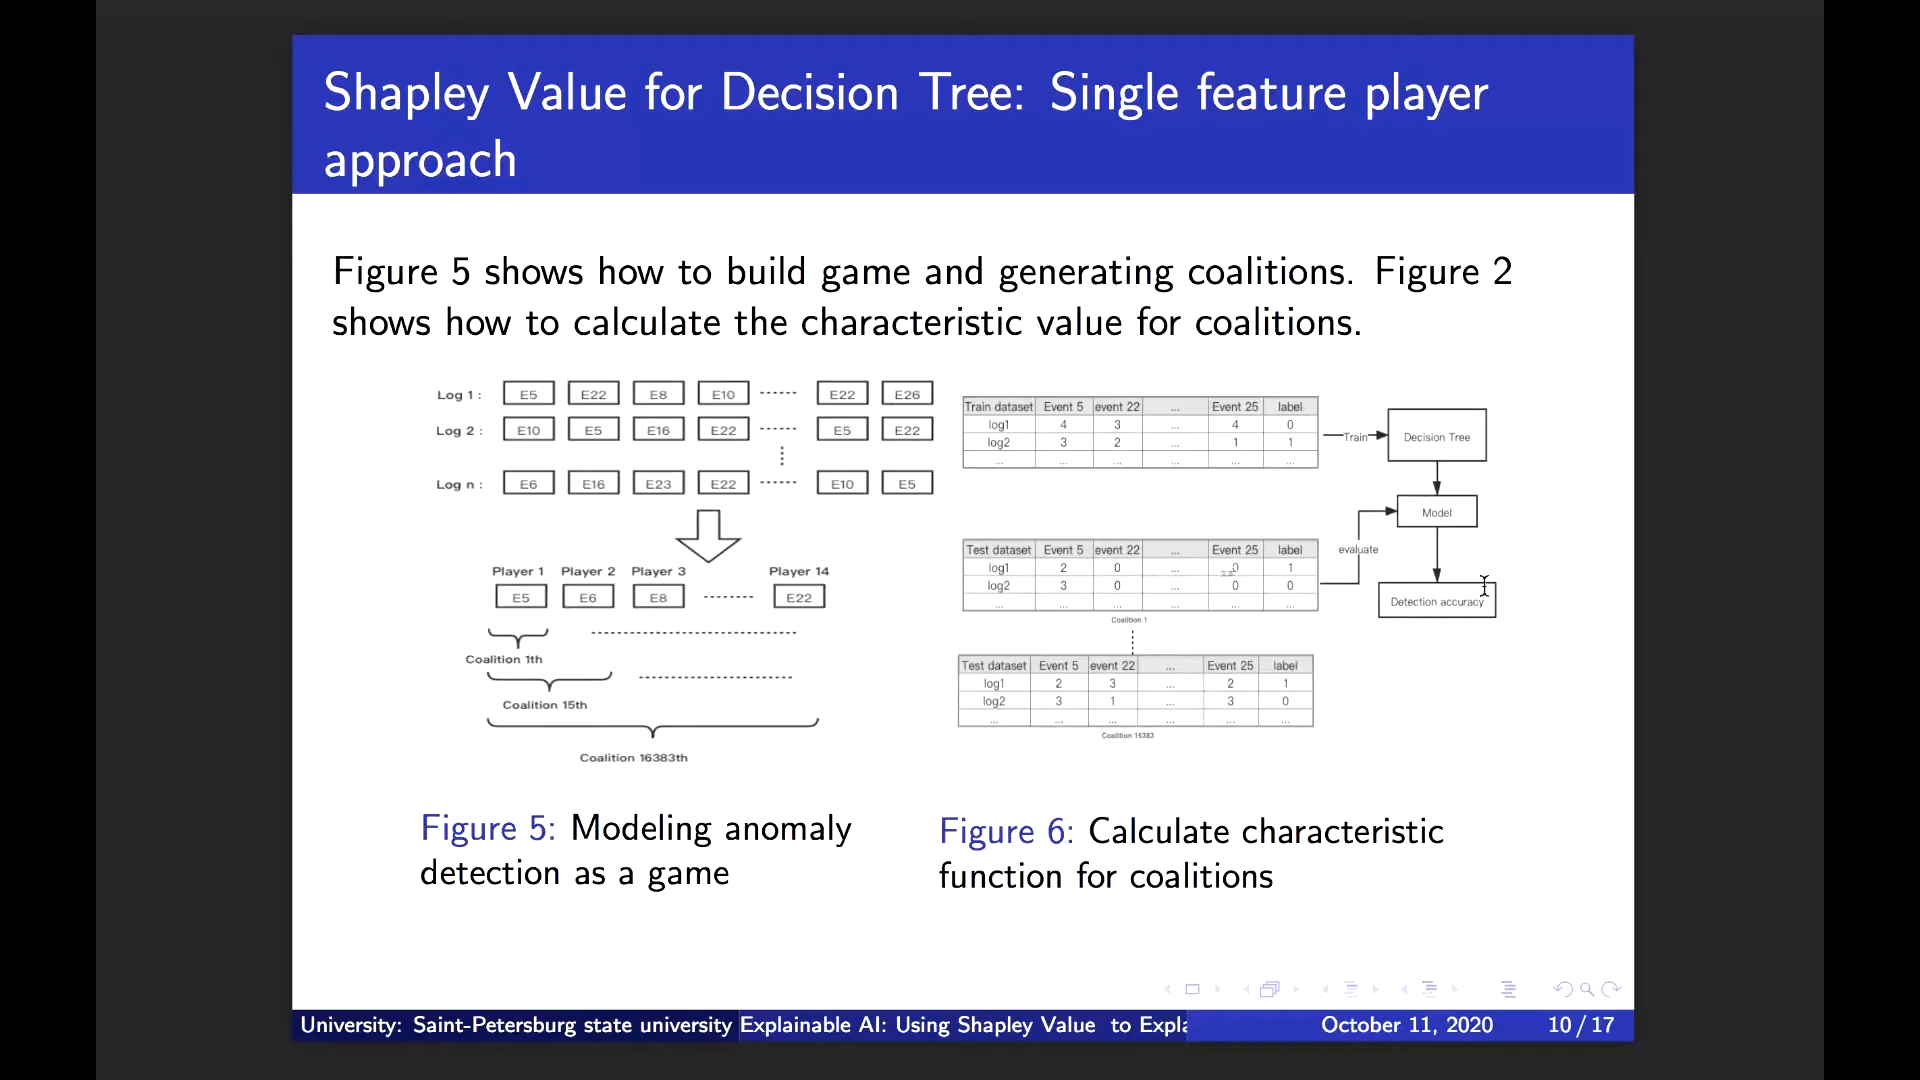 Shapley Value for Decision Tree: Single feature player
approach
Figure 5 shows how to build game and generating coalitions. Figure 2
shows how to calculate the characteristic value for coalitions.
Log 1 : E5 E22 E8 E10 ...... E22 E26
Log 2 : E10 E5 E16 E22 ...... E5 E22
Log n : E6 E16 E23 E22 ...... E10 E5
Player 1 Player 2 Player 3 Player 14
E5 E6 E8 ........ E22
Coalition 1th
Coalition 15th
Coalition 16383th
Train dataset Event 5 event 22 ... Event 25 label
log1 4 3 ... 4 0
log2 3 2 ... 1 1
... ... ... ... ... ...
Train
Decision Tree
Model
evaluate
Detection accuracy
Test dataset Event 5 event 22 ... Event 25 label
log1 2 0 ... 0 1
log2 3 0 ... 0 0
... ... ... ... ... ...
Coalition 1
Test dataset Event 5 event 22 ... Event 25 label
log1 2 3 ... 2 1
log2 3 1 ... 3 0
... ... ... ... ... ...
Coalition 16383
Figure 5: Modeling anomaly
detection as a game
Figure 6: Calculate characteristic
function for coalitions
University: Saint-Petersburg state university Explainable AI: Using Shapley Value to Expla October 11, 2020 10 / 17